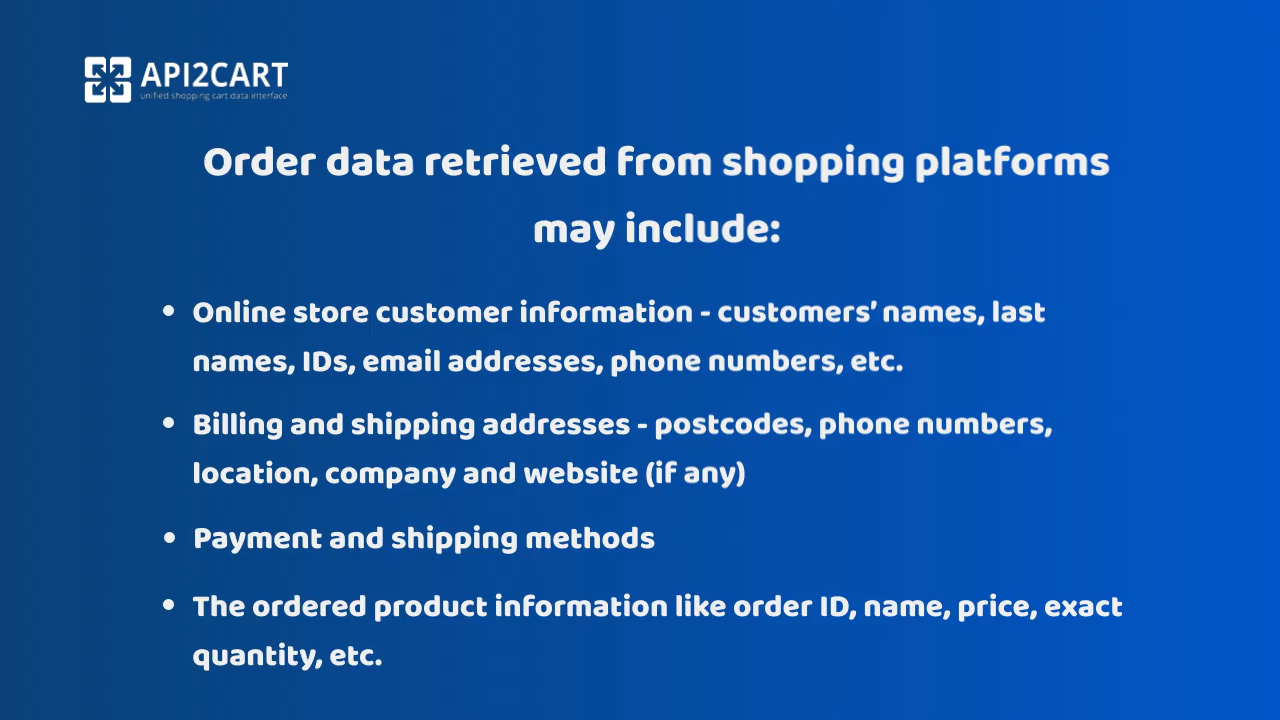 API2CART
unified shopping cart data interface
Order data retrieved from shopping platforms
may include:
• Online store customer information - customers’ names, last
names, IDs, email addresses, phone numbers, etc.
• Billing and shipping addresses - postcodes, phone numbers,
location, company and website (if any)
• Payment and shipping methods
• The ordered product information like order ID, name, price, exact
quantity, etc.